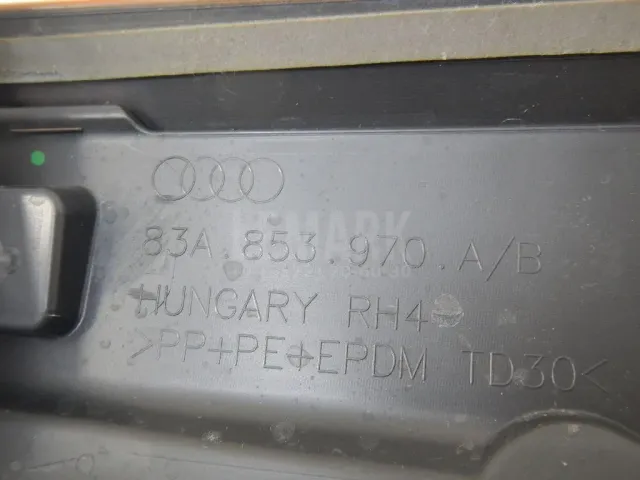 83A.853.970.A/B
HUNGARY RH4
>PP+PE+EPDM TD30<